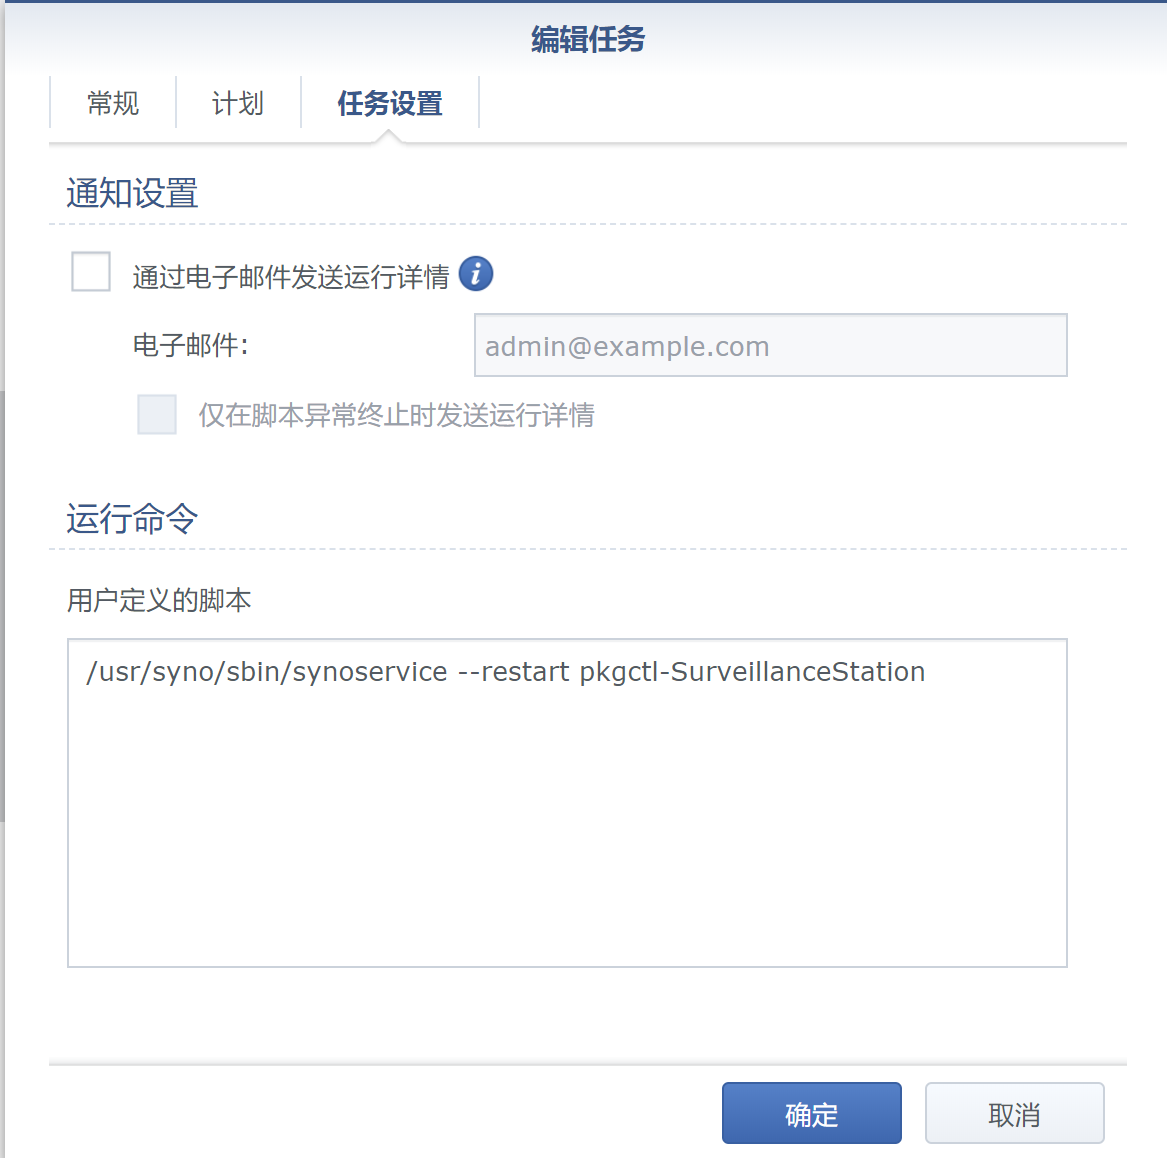 编辑任务
常规 计划 任务设置
通知设置
通过电子邮件发送运行详情 i
电子邮件: admin@example.com
仅在脚本异常终止时发送运行详情
运行命令
用户定义的脚本
/usr/syno/sbin/synoservice --restart pkgctl-SurveillanceStation
确定 取消